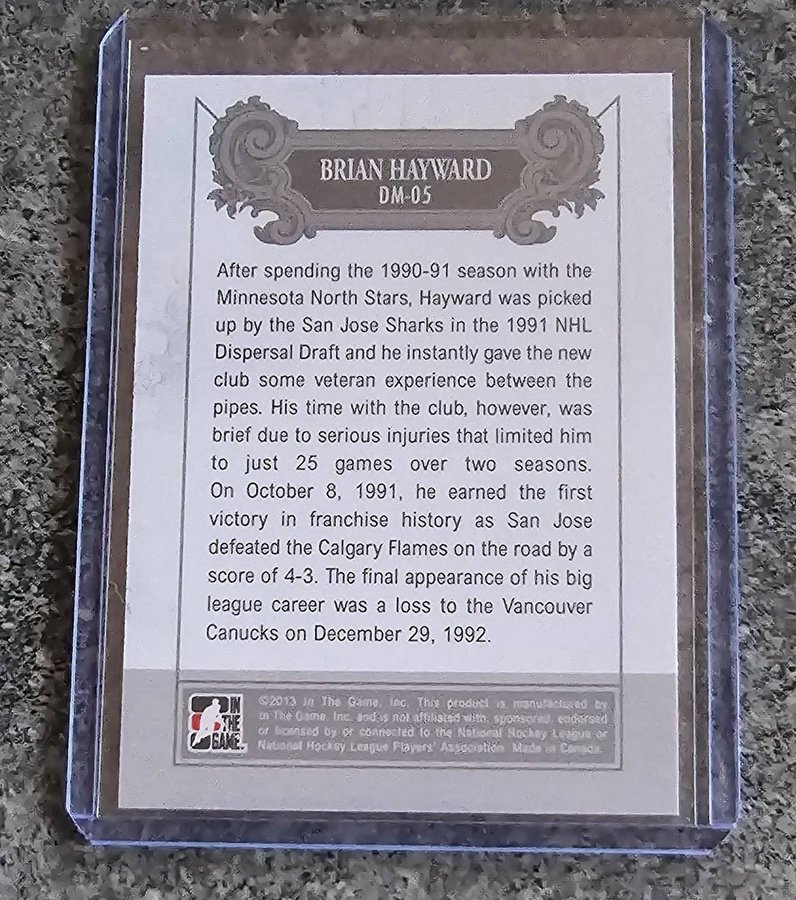 BRIAN HAYWARD
DM-05
After spending the 1990-91 season with the
Minnesota North Stars, Hayward was picked
up by the San Jose Sharks in the 1991 NHL
Dispersal Draft and he instantly gave the new
club some veteran experience between the
pipes. His time with the club, however, was
brief due to serious injuries that limited him
to just 25 games over two seasons.
On October 8, 1991, he earned the first
victory in franchise history as San Jose
defeated the Calgary Flames on the road by a
score of 4-3. The final appearance of his big
league career was a loss to the Vancouver
Canucks on December 29, 1992.
IN
THE
GAME
©2013 In The Game, Inc. This product is manufactured by
In The Game, Inc. and is not affiliated with, sponsored, endorsed
or licensed by or connected to the National Hockey League or
National Hockey League Players' Association. Made in Canada.